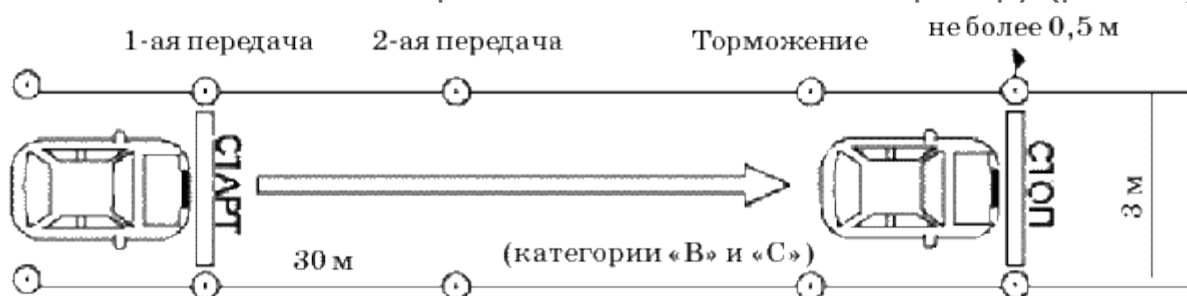 1-ая передача
2-ая передача
Торможение
не более 0,5 м
СТАРТ
СТОП
3 м
30 м
(категории «В» и «С»)